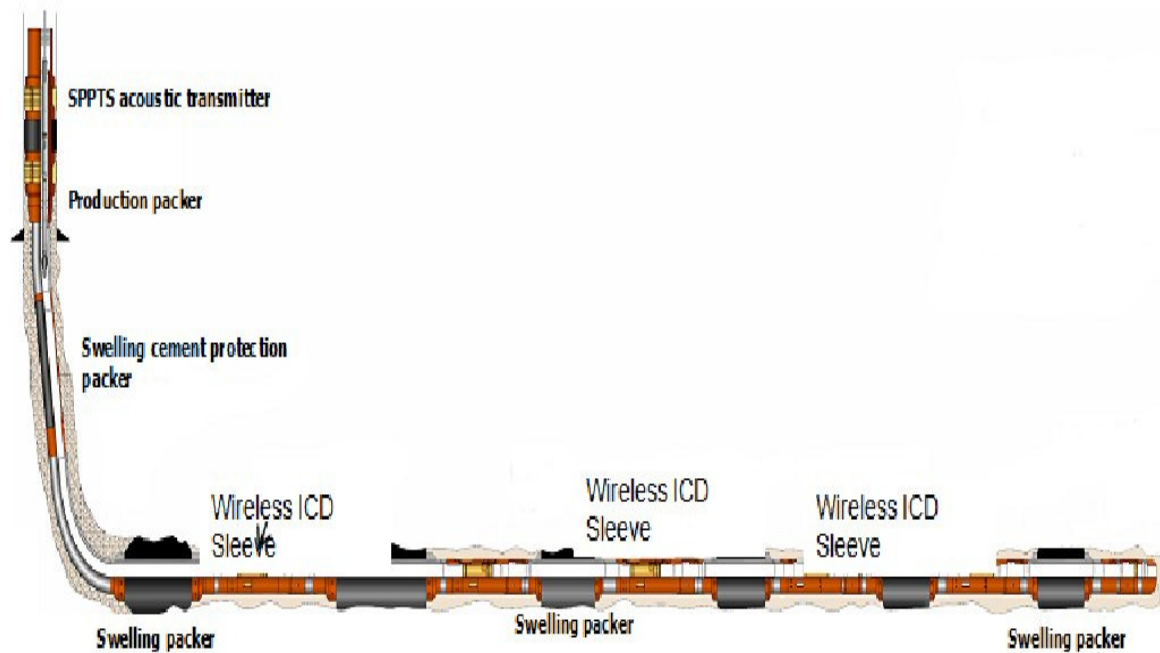 SPPTS acoustic transmitter
Production packer
Swelling cement protection
packer
Wireless ICD
Sleeve
Wireless ICD
Sleeve
Wireless ICD
Sleeve
Swelling packer
Swelling packer
Swelling packer